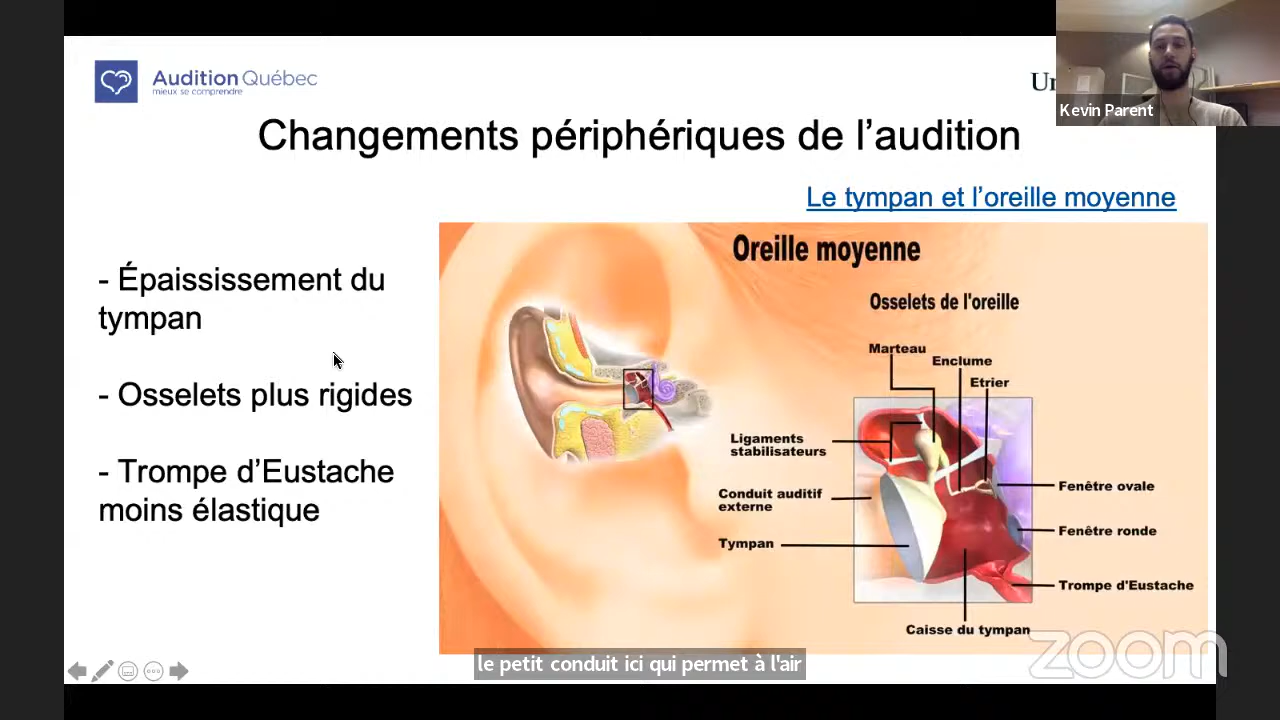 Audition Québec
mieux se comprendre
Kevin Parent
Changements périphériques de l’audition
Le tympan et l’oreille moyenne
- Épaississement du
tympan
- Osselets plus rigides
- Trompe d’Eustache
moins élastique
Oreille moyenne
Osselets de l'oreille
Marteau
Enclume
Etrier
Ligaments
stabilisateurs
Conduit auditif
externe
Tympan
Fenêtre ovale
Fenêtre ronde
Trompe d'Eustache
Caisse du tympan
zoom
le petit conduit ici qui permet à l'air